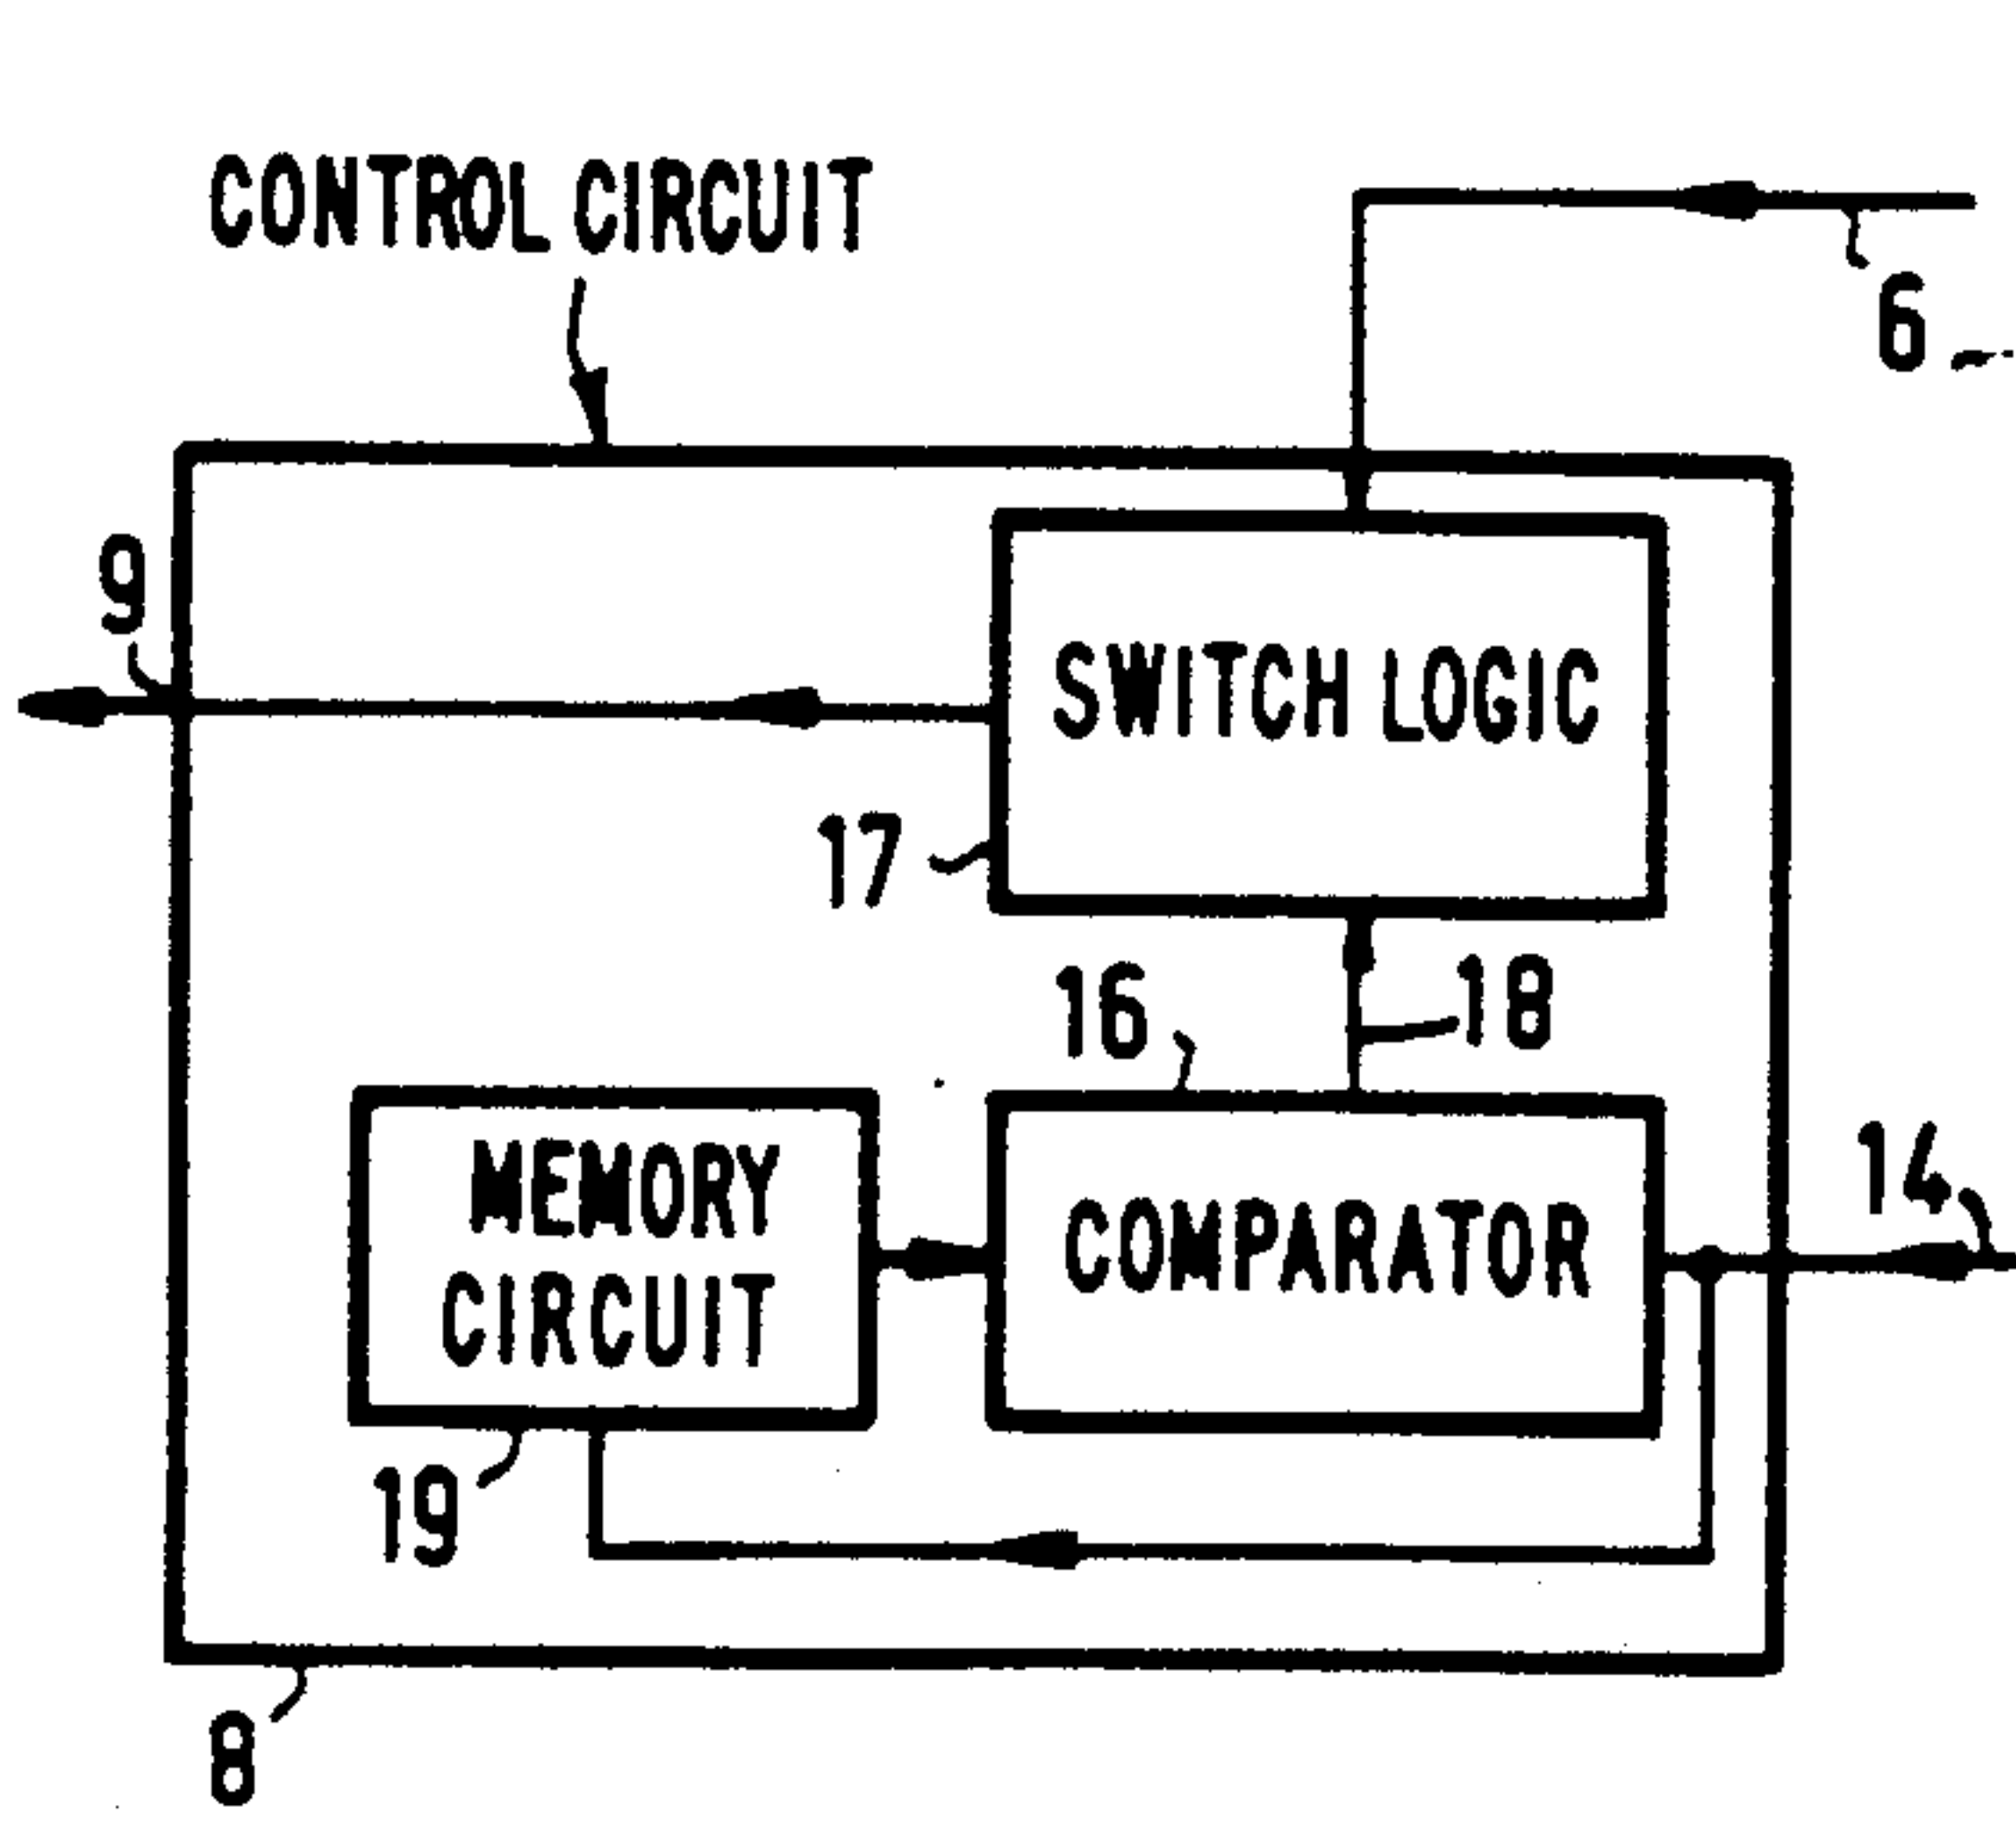 CONTROL CIRCUIT
6
9
SWITCH LOGIC
17
16
18
MEMORY
CIRCUIT
COMPARATOR
14
19
8